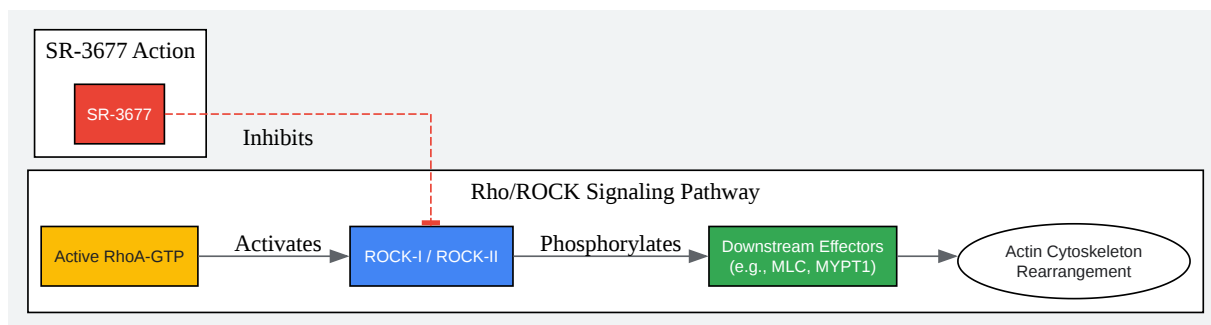 SR-3677 Action
SR-3677
Inhibits
Rho/ROCK Signaling Pathway
Active RhoA-GTP
Activates
ROCK-I / ROCK-II
Phosphorylates
Downstream Effectors
(e.g., MLC, MYPT1)
Actin Cytoskeleton
Rearrangement